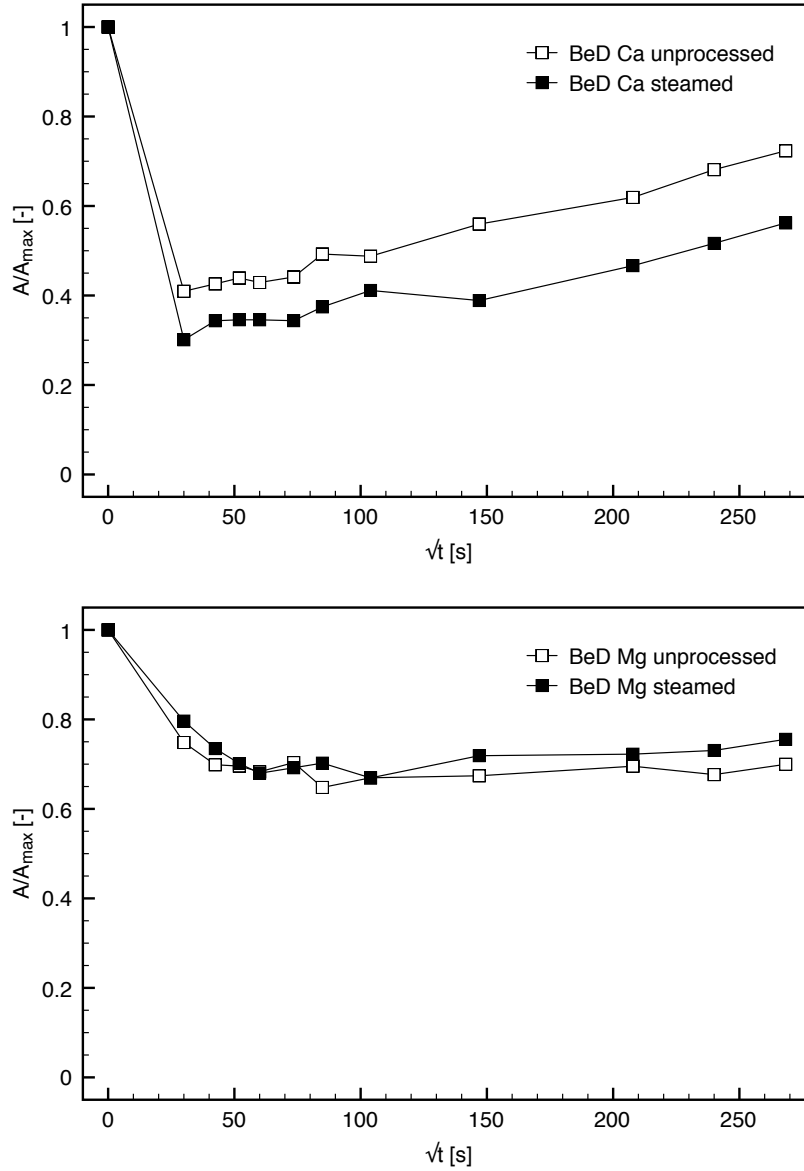 1
0.8
0.6
0.4
0.2
0
A/Amax [-]
BeD Ca unprocessed
BeD Ca steamed
0 50 100 150 200 250
√t [s]
1
0.8
0.6
0.4
0.2
0
A/Amax [-]
BeD Mg unprocessed
BeD Mg steamed
0 50 100 150 200 250
√t [s]